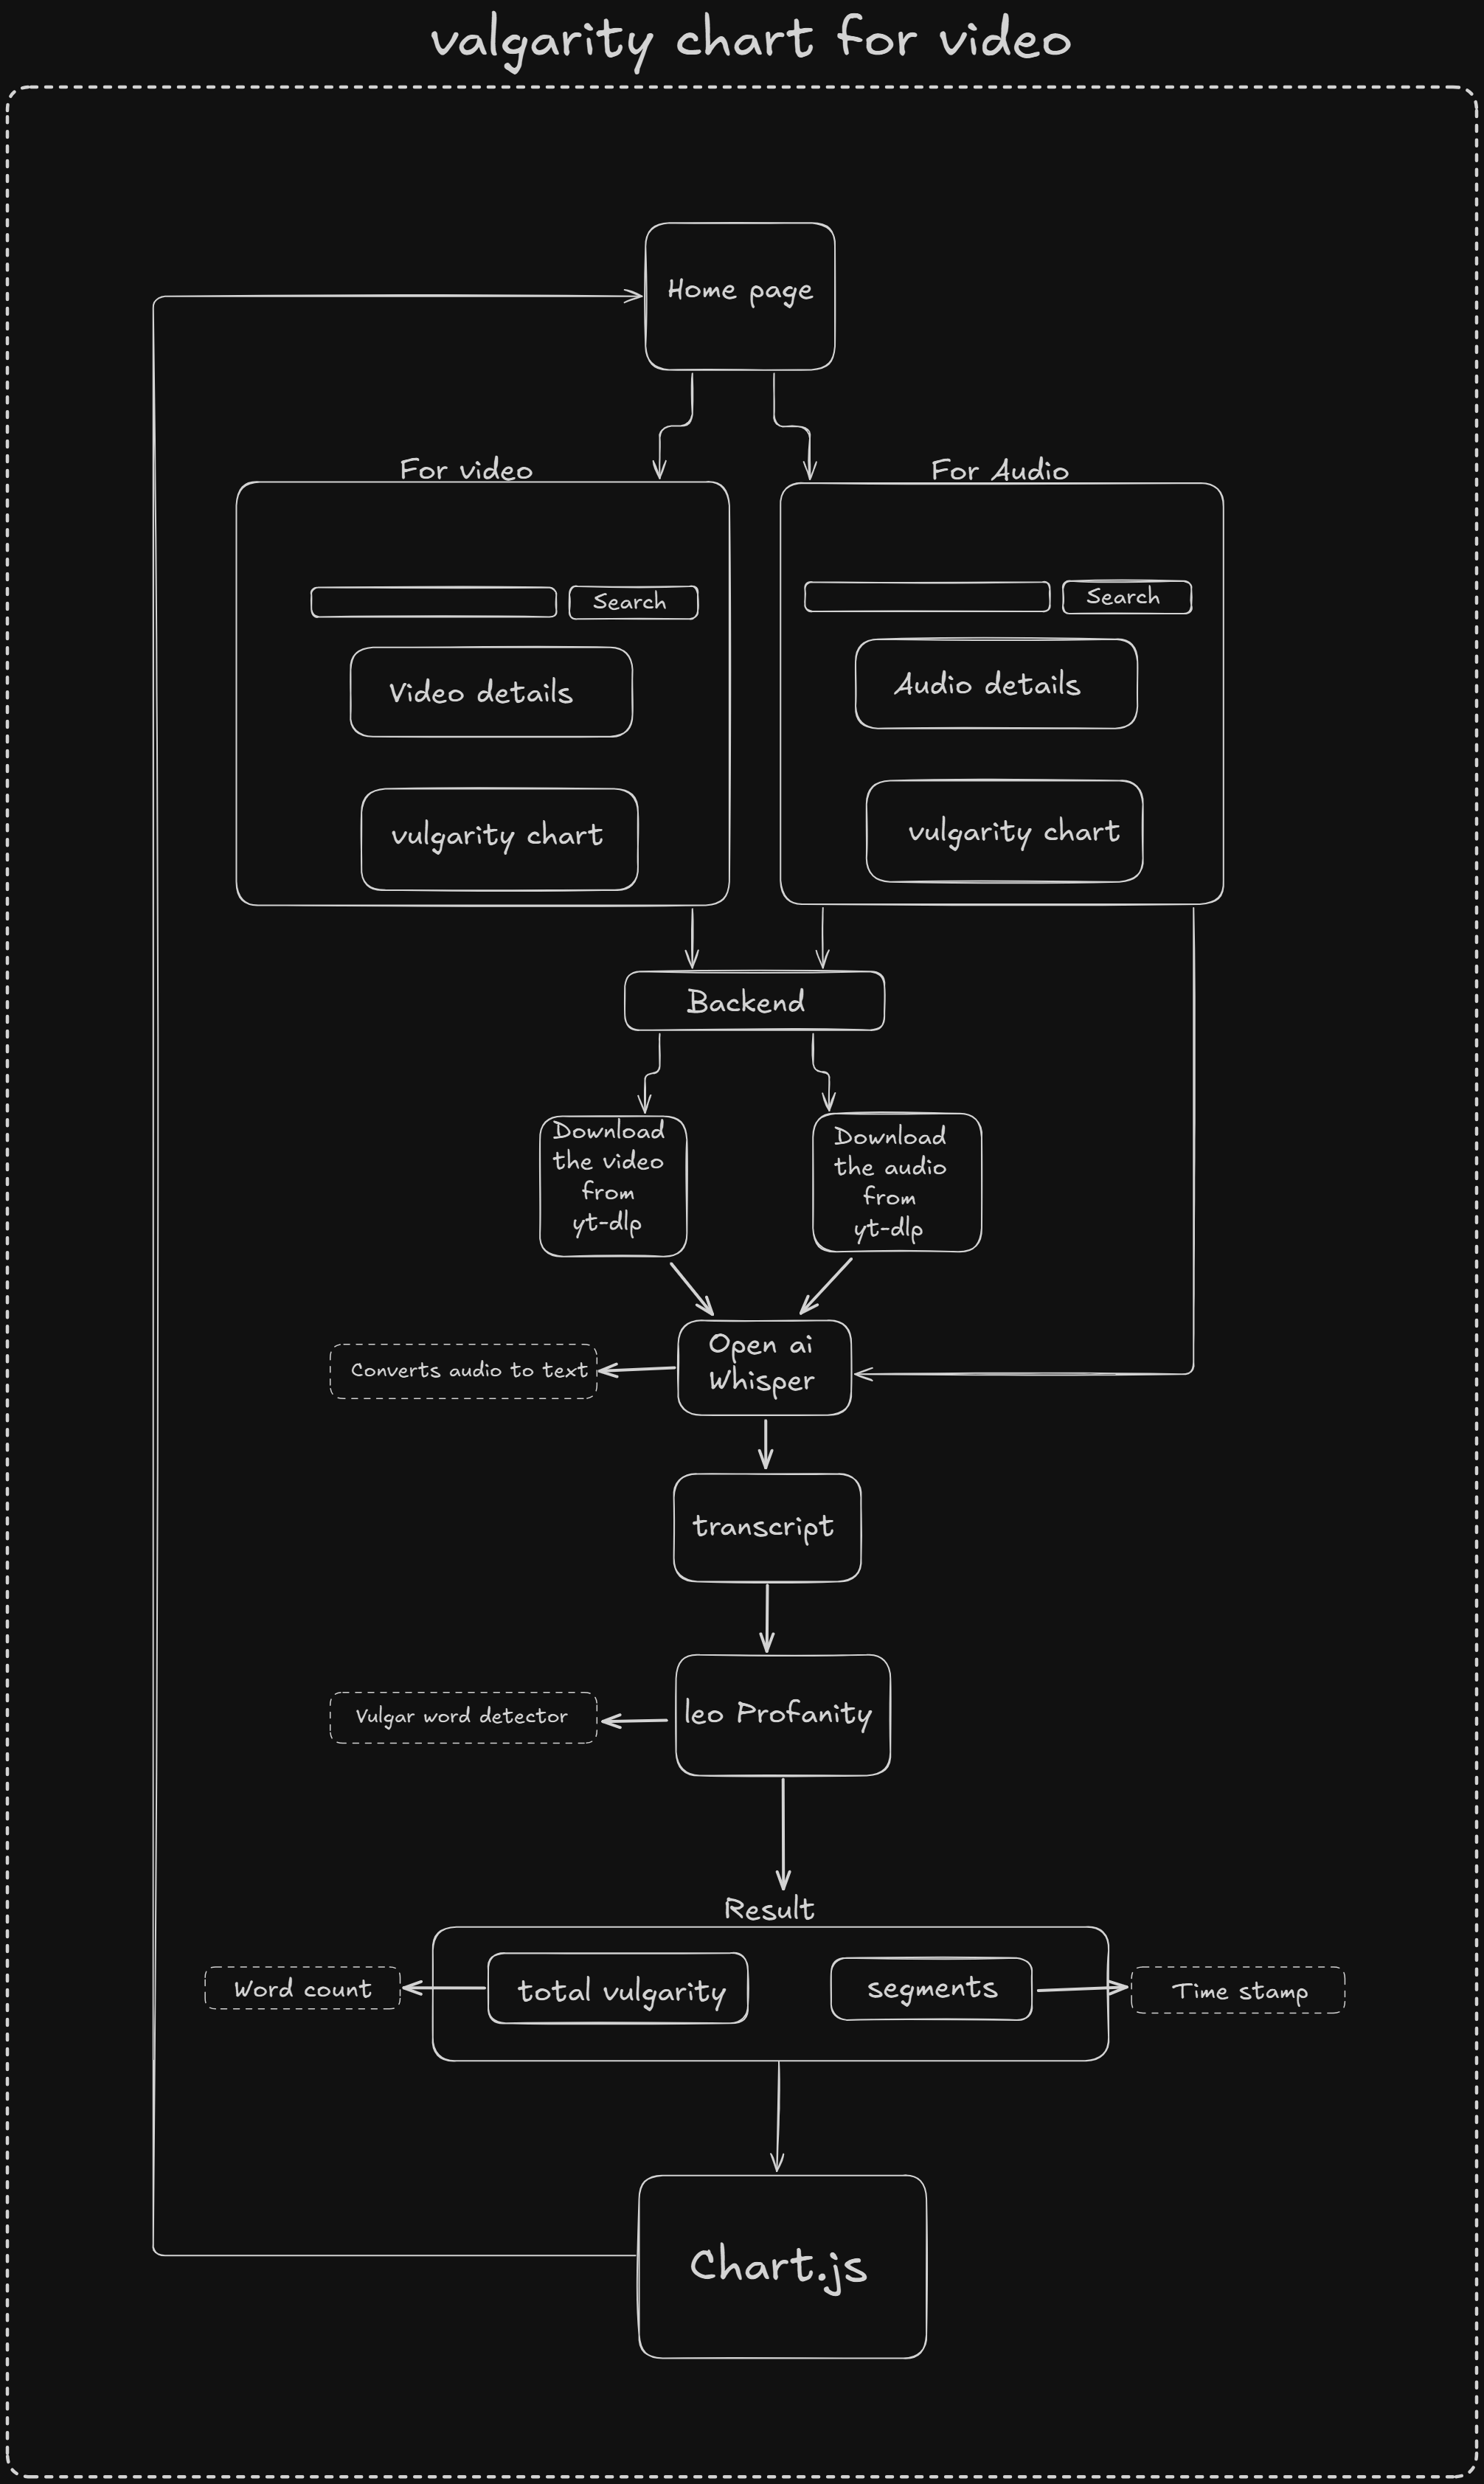 valgarity chart for video
Home page
For video
For Audio
Search
Search
Video details
Audio details
vulgarity chart
vulgarity chart
Backend
Download
the video
from
yt-dlp
Download
the audio
from
yt-dlp
Open ai
Whisper
Converts audio to text
transcript
leo Profanity
Vulgar word detector
Result
total vulgarity
segments
Word count
Time stamp
Chart.js